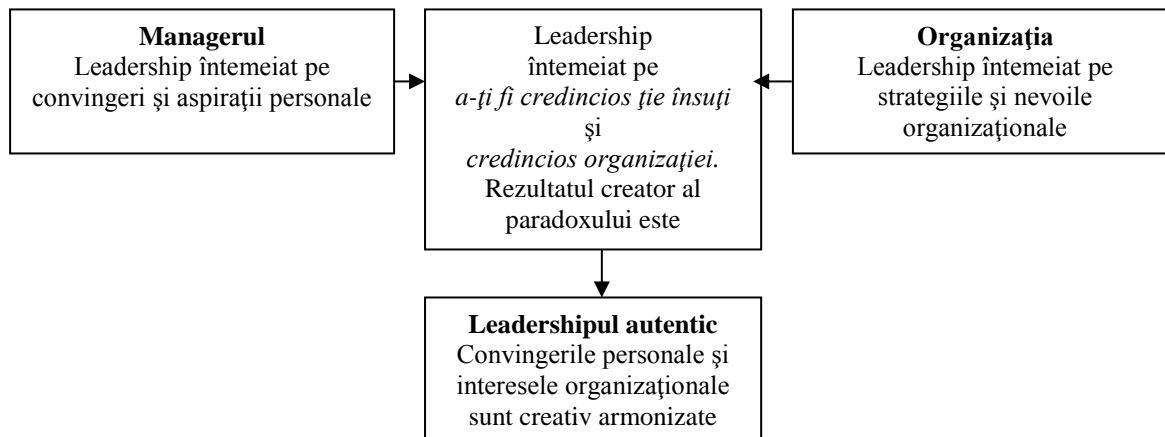 Managerul
Leadership întemeiat pe
convingeri şi aspiraţii personale
Leadership
întemeiat pe
a-ţi fi credincios ţie însuţi
şi
credincios organizaţiei.
Rezultatul creator al
paradoxului este
Organizaţia
Leadership întemeiat pe
strategiile şi nevoile
organizaţionale
Leadershipul autentic
Convingerile personale şi
interesele organizaţionale
sunt creativ armonizate